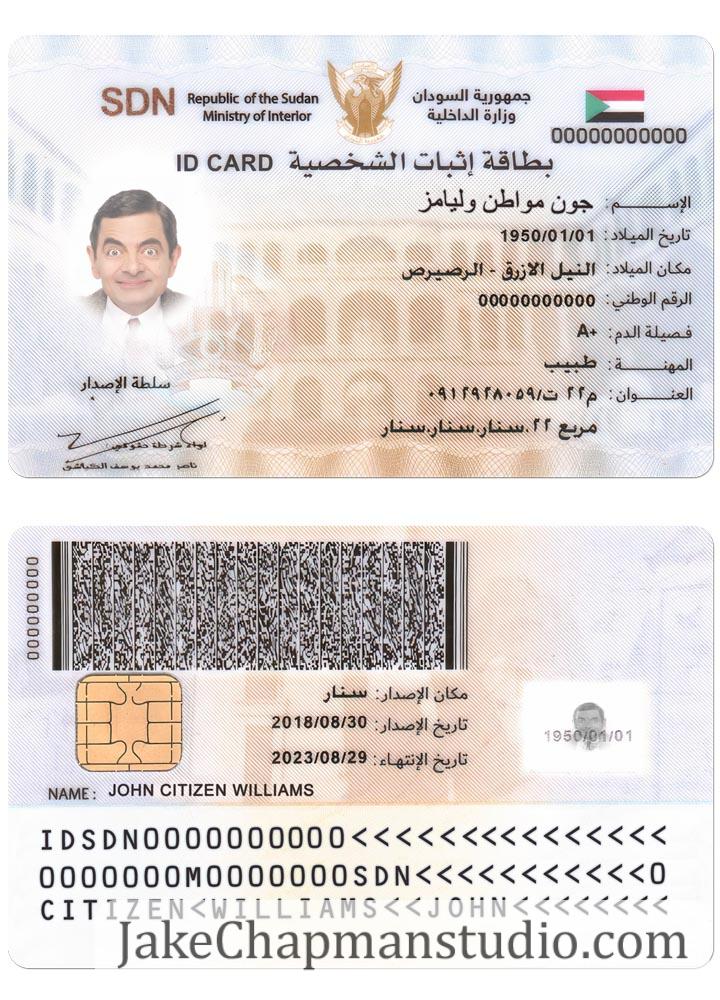 SDN
Republic of the Sudan
Ministry of Interior
جمهورية السودان
وزارة الداخلية
00000000000
ID CARD بطاقة إثبات الشخصية
الإســـــم: جون مواطن وليامز
تاريخ الميلاد: 1950/01/01
مكان الميلاد: النيل الازرق - الرصيرص
الرقم الوطني: 00000000000
فصيلة الدم: A+
المهنــــة: طبيب
العنـــوان: م٢٢ ت/٠٩١٢٩٢٨٠٥٩
مربع ٢٢،سنار،سنار،سنار
سلطة الإصدار
لواء شرطة حقوقي:
ناصر محمد يوسف الكباشي
000000000
مكان الإصدار: سنار
تاريخ الإصدار: 2018/08/30
تاريخ الإنتهاء: 2023/08/29
1950/01/01
NAME: JOHN CITIZEN WILLIAMS
IDSDN0000000000<<<<<<<<<<<<<<<
0000000M0000000SDN<<<<<<<<<<<0
CITIZEN<WILLIAMS<<JOHN<<<<<<<<
JakeChapmanstudio.com